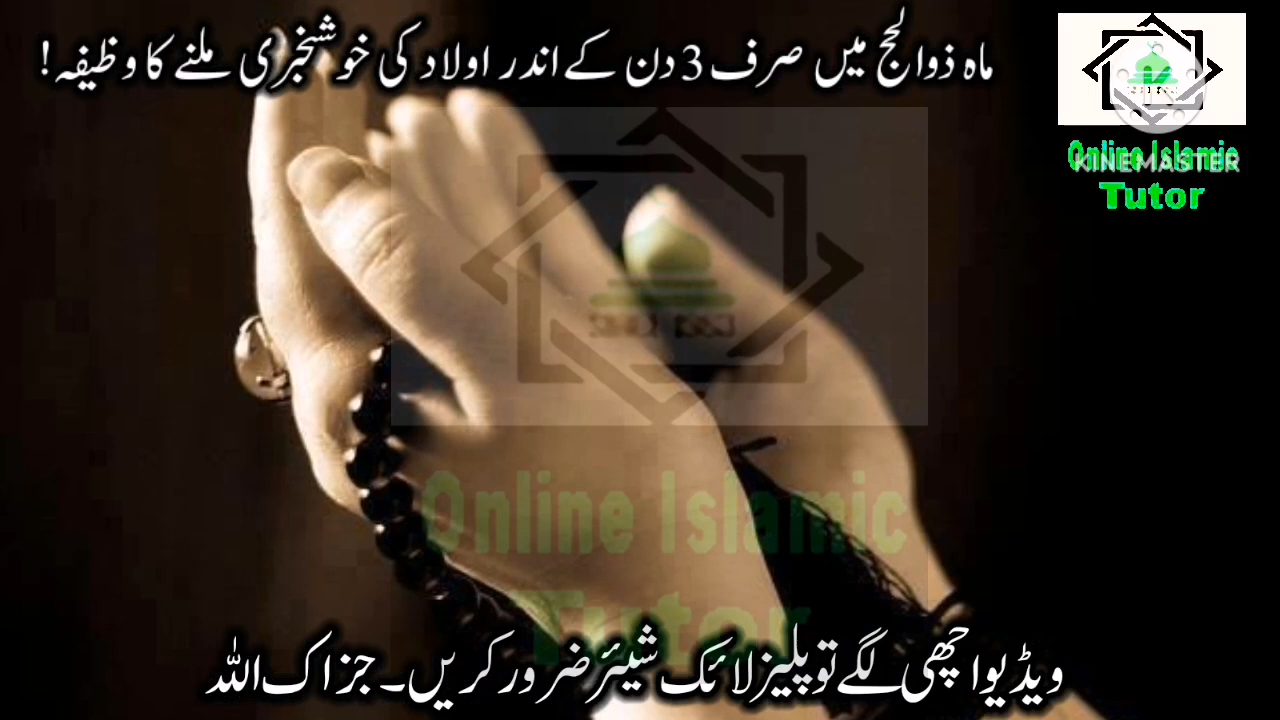 ماہ ذوالحج میں صرف 3 دن کے اندر اولاد کی خوشخبری ملنے کا وظیفہ!
Online Islamic
KINEMASTER
Tutor
Online Islamic
Tutor
ویڈیو اچھی لگے تو پلیز لائک شیئر ضرور کریں۔ جزاک اللہ